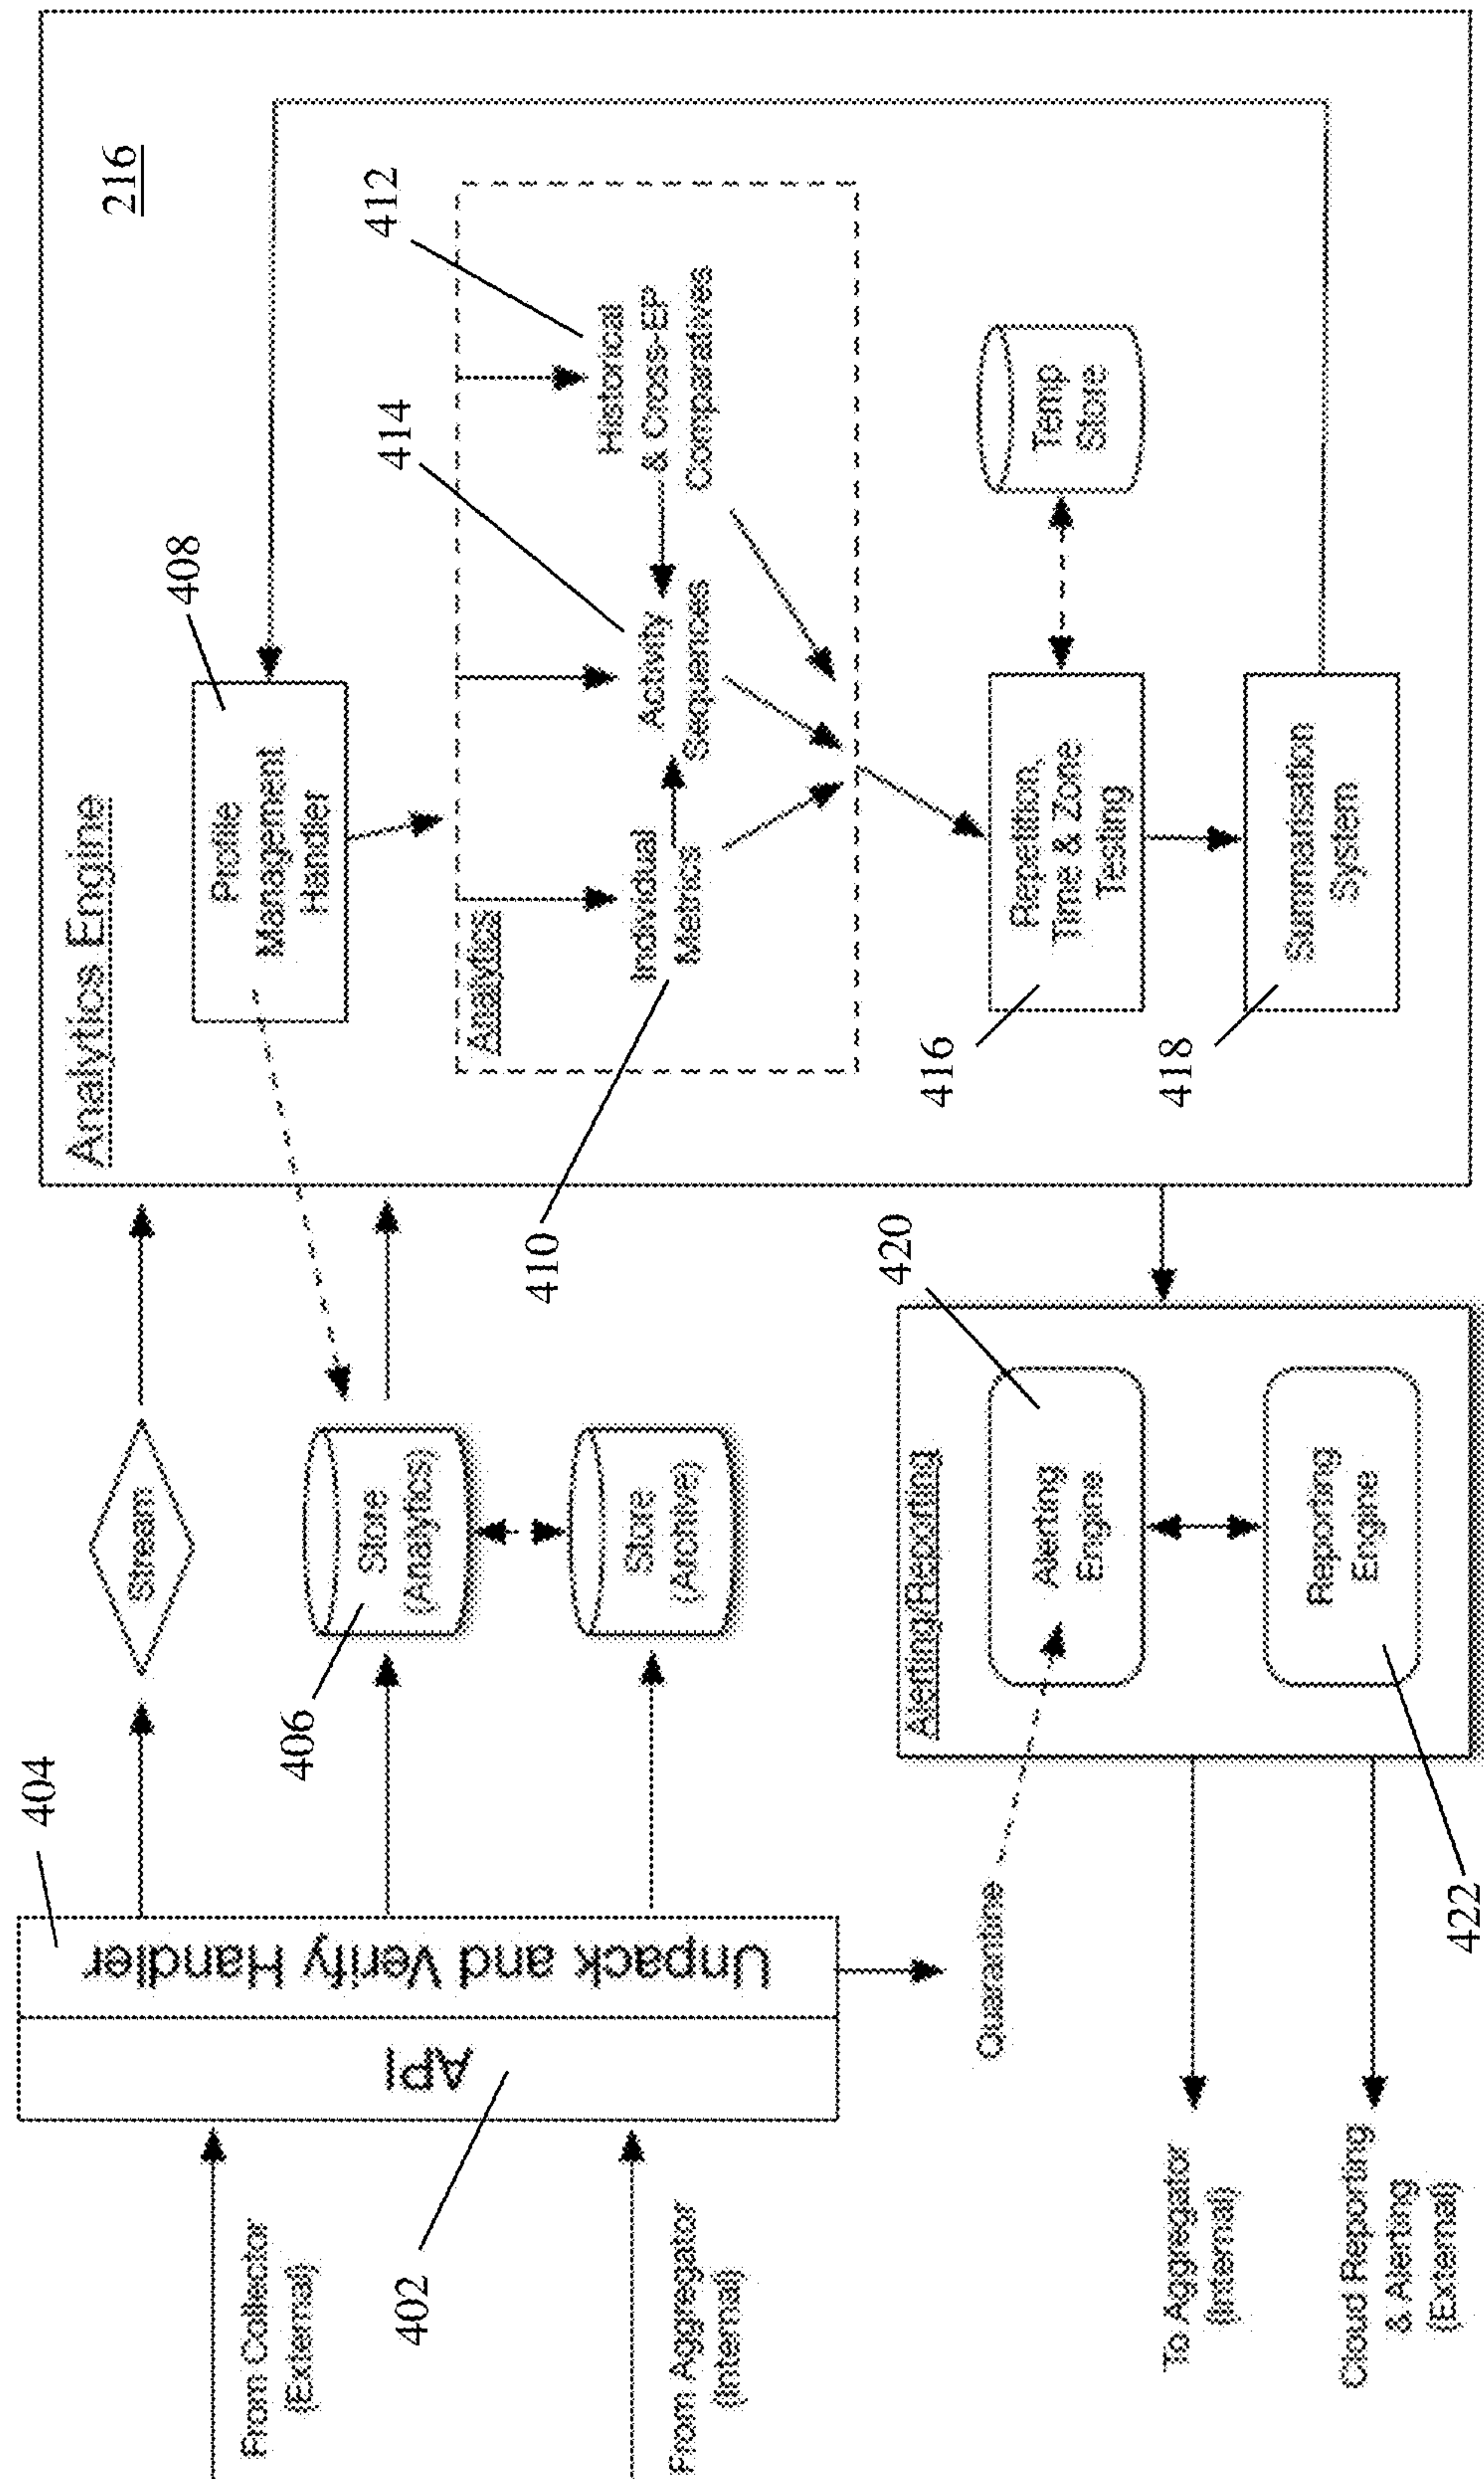 From Collector
(External)
From Aggregator
(Internal)
402
API
Unpack and Verify Handler
404
Stream
406
Store
(Analytics)
Store
(Archive)
Quarantine
Analytics Engine
216
408
Profile
Management
Handler
Analytics
410
Individual
Metrics
414
Activity
Sequences
412
Historical
& Cross-EP
Comparatives
416
Repitition,
Time & Zone
Testing
Temp
Store
418
Summarisation
System
Alerting/Reporting
420
Alerting
Engine
Reporting
Engine
422
To Aggregator
(Internal)
Cloud Reporting
& Alerting
(External)